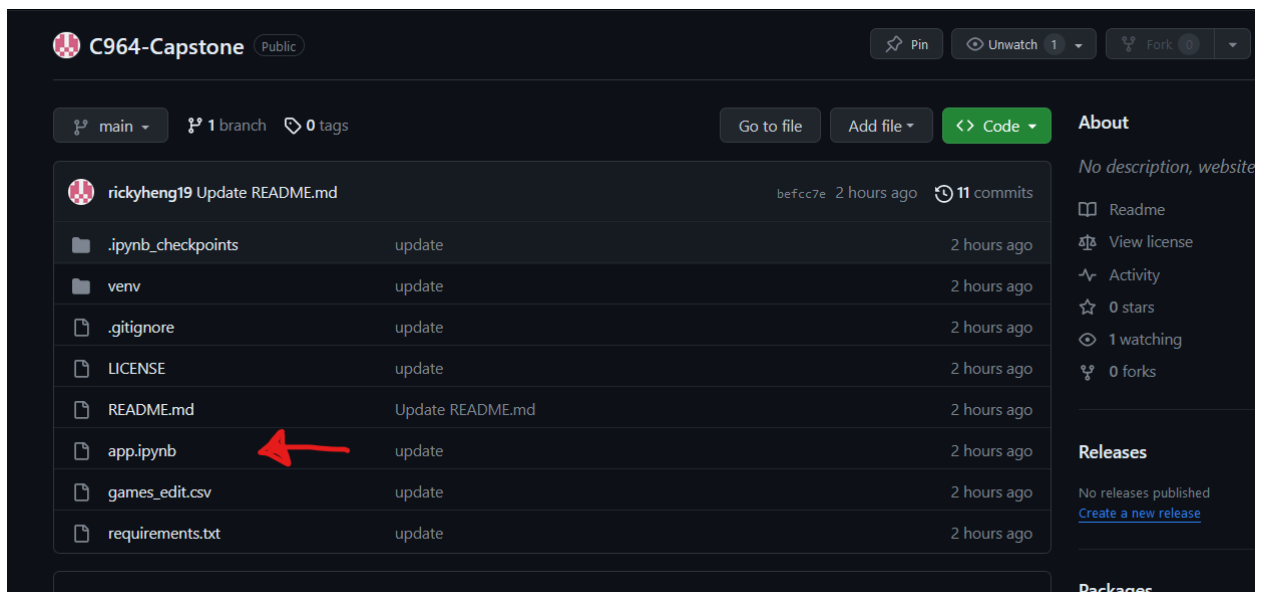 C964-Capstone Public
Pin Unwatch 1 Fork 0
main 1 branch 0 tags Go to file Add file Code
rickyheng19 Update README.md befcc7e 2 hours ago 11 commits
.ipynb_checkpoints update 2 hours ago
venv update 2 hours ago
.gitignore update 2 hours ago
LICENSE update 2 hours ago
README.md Update README.md 2 hours ago
app.ipynb update 2 hours ago
games_edit.csv update 2 hours ago
requirements.txt update 2 hours ago
About
No description, website
Readme
View license
Activity
0 stars
1 watching
0 forks
Releases
No releases published
Create a new release
Packages